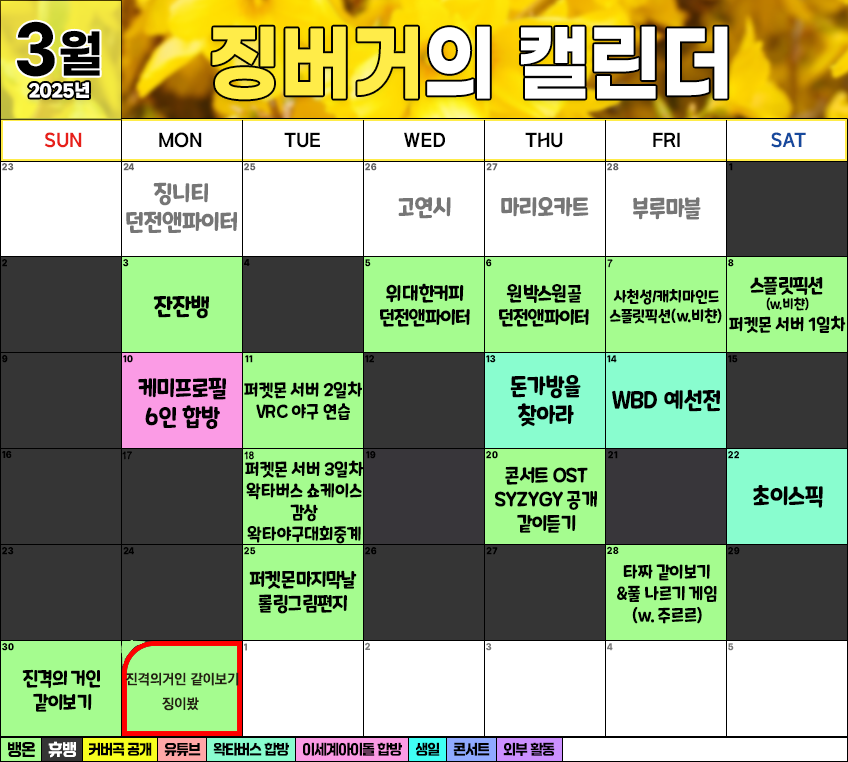 3월
2025년
징버거의 캘린더
SUN MON TUE WED THU FRI SAT
23 24 25 26 27 28 1
징니티
던전앤파이터
고연시
마리오카트
부루마블
2 3 4 5 6 7 8
잔잔뱅
위대한커피
던전앤파이터
원박스원골
던전앤파이터
사천성/캐치마인드
스플릿픽션(w.비챤)
스플릿픽션
(w.비챤)
퍼켓몬 서버 1일차
9 10 11 12 13 14 15
케미프로필
6인 합방
퍼켓몬 서버 2일차
VRC 야구 연습
돈가방을
찾아라
WBD 예선전
16 17 18 19 20 21 22
퍼켓몬 서버 3일차
왁타버스 쇼케이스
감상
왁타야구대회중계
콘서트 OST
SYZYGY 공개
같이듣기
초이스픽
23 24 25 26 27 28 29
퍼켓몬마지막날
롤링그림편지
타짜 같이보기
&풀 나르기 게임
(w. 주르르)
30 1 2 3 4 5
진격의 거인
같이보기
진격의거인 같이보기
징이봤
뱅온 휴뱅 커버곡 공개 유튜브 왁타버스 합방 이세계아이돌 합방 생일 콘서트 외부 활동